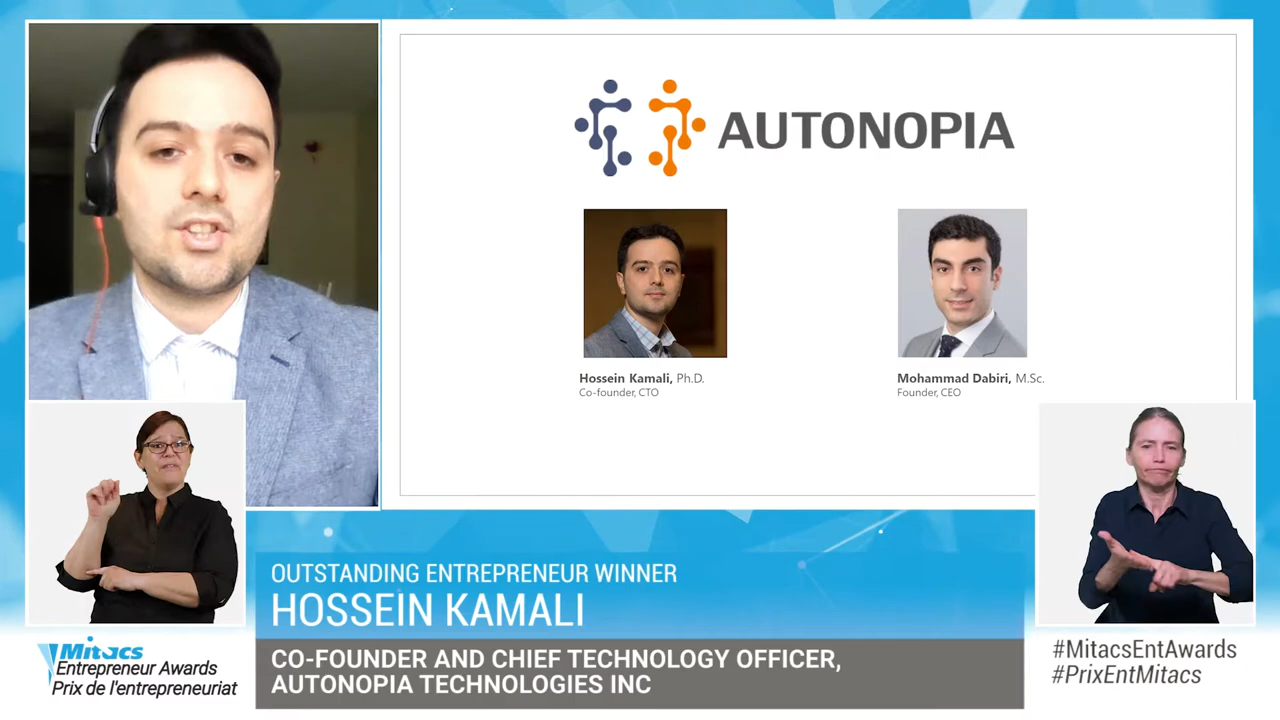 AUTONOPIA
Hossein Kamali, Ph.D.
Co-founder, CTO
Mohammad Dabiri, M.Sc.
Founder, CEO
OUTSTANDING ENTREPRENEUR WINNER
HOSSEIN KAMALI
CO-FOUNDER AND CHIEF TECHNOLOGY OFFICER,
AUTONOPIA TECHNOLOGIES INC
Mitacs
Entrepreneur Awards
Prix de l'entrepreneuriat
#MitacsEntAwards
#PrixEntMitacs